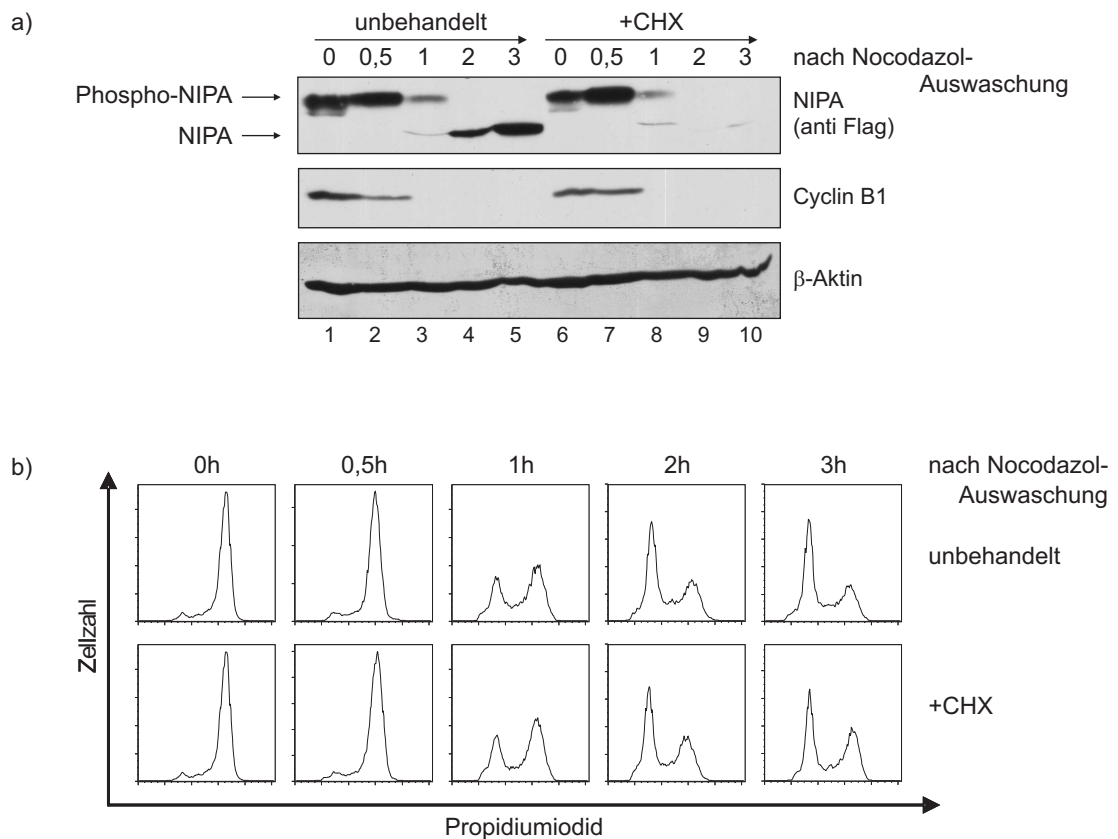 a)
unbehandelt +CHX
0 0,5 1 2 3 0 0,5 1 2 3 nach Nocodazol-
Auswaschung
Phospho-NIPA
NIPA
NIPA
(anti Flag)
Cyclin B1
β-Aktin
1 2 3 4 5 6 7 8 9 10
b)
0h 0,5h 1h 2h 3h nach Nocodazol-
Auswaschung
unbehandelt
+CHX
Zellzahl
Propidiumiodid